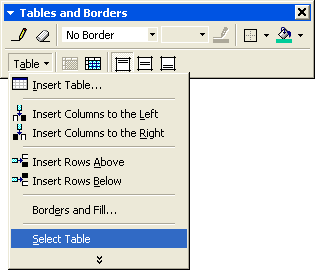 Tables and Borders
No Border
Table
Insert Table...
Insert Columns to the Left
Insert Columns to the Right
Insert Rows Above
Insert Rows Below
Borders and Fill...
Select Table